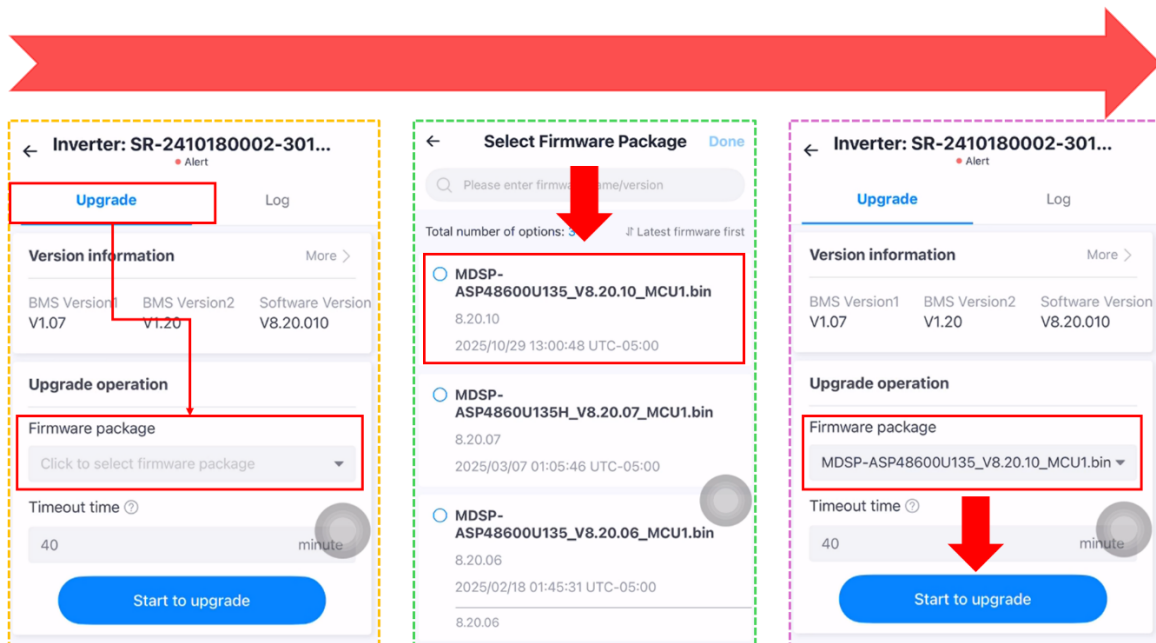 Inverter: SR-2410180002-301...
Alert
Upgrade
Log
Version information
More
BMS Version1
BMS Version2
Software Version
V1.07
V1.20
V8.20.010
Upgrade operation
Firmware package
Click to select firmware package
Timeout time
40
minute
Start to upgrade
Select Firmware Package
Done
Please enter firmware name/version
Total number of options: 3
Latest firmware first
MDSP-
ASP48600U135_V8.20.10_MCU1.bin
8.20.10
2025/10/29 13:00:48 UTC-05:00
MDSP-
ASP4860U135H_V8.20.07_MCU1.bin
8.20.07
2025/03/07 01:05:46 UTC-05:00
MDSP-
ASP48600U135_V8.20.06_MCU1.bin
8.20.06
2025/02/18 01:45:31 UTC-05:00
8.20.06
Inverter: SR-2410180002-301...
Alert
Upgrade
Log
Version information
More
BMS Version1
BMS Version2
Software Version
V1.07
V1.20
V8.20.010
Upgrade operation
Firmware package
MDSP-ASP48600U135_V8.20.10_MCU1.bin
Timeout time
40
minute
Start to upgrade